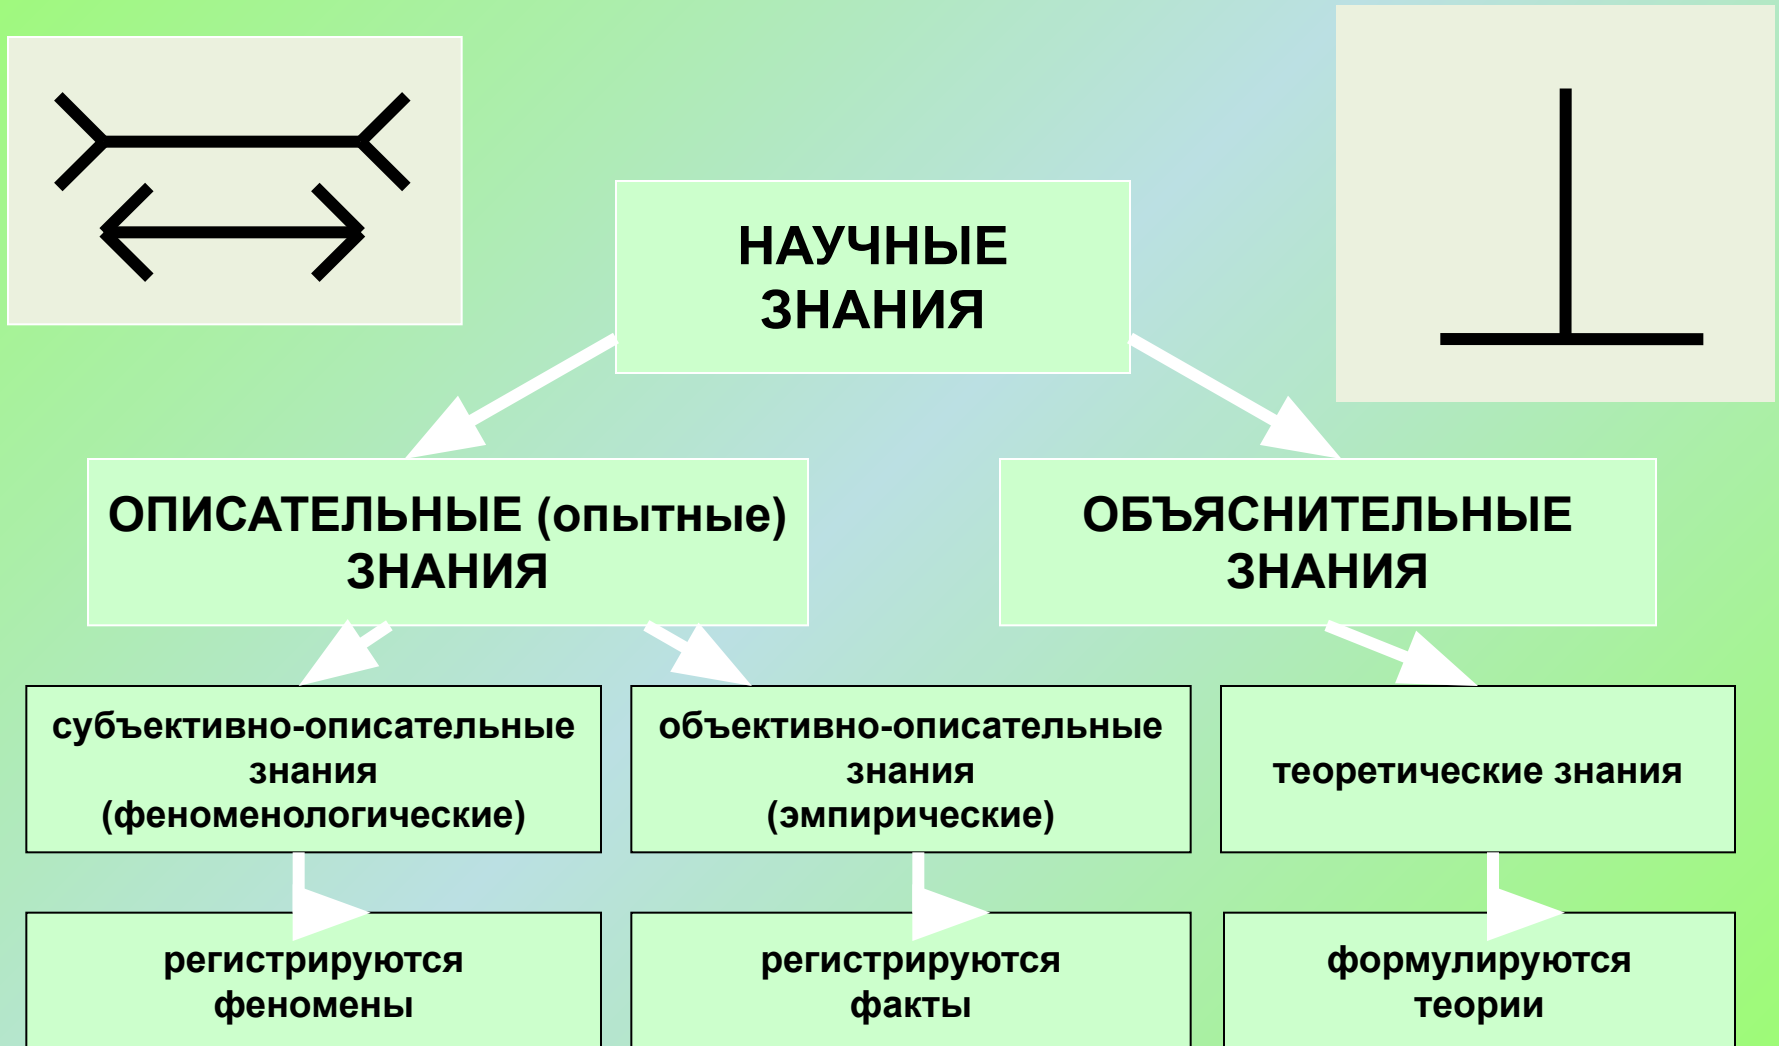 НАУЧНЫЕ
ЗНАНИЯ
ОПИСАТЕЛЬНЫЕ (опытные)
ЗНАНИЯ
ОБЪЯСНИТЕЛЬНЫЕ
ЗНАНИЯ
субъективно-описательные
знания
(феноменологические)
объективно-описательные
знания
(эмпирические)
теоретические знания
регистрируются
феномены
регистрируются
факты
формулируются
теории